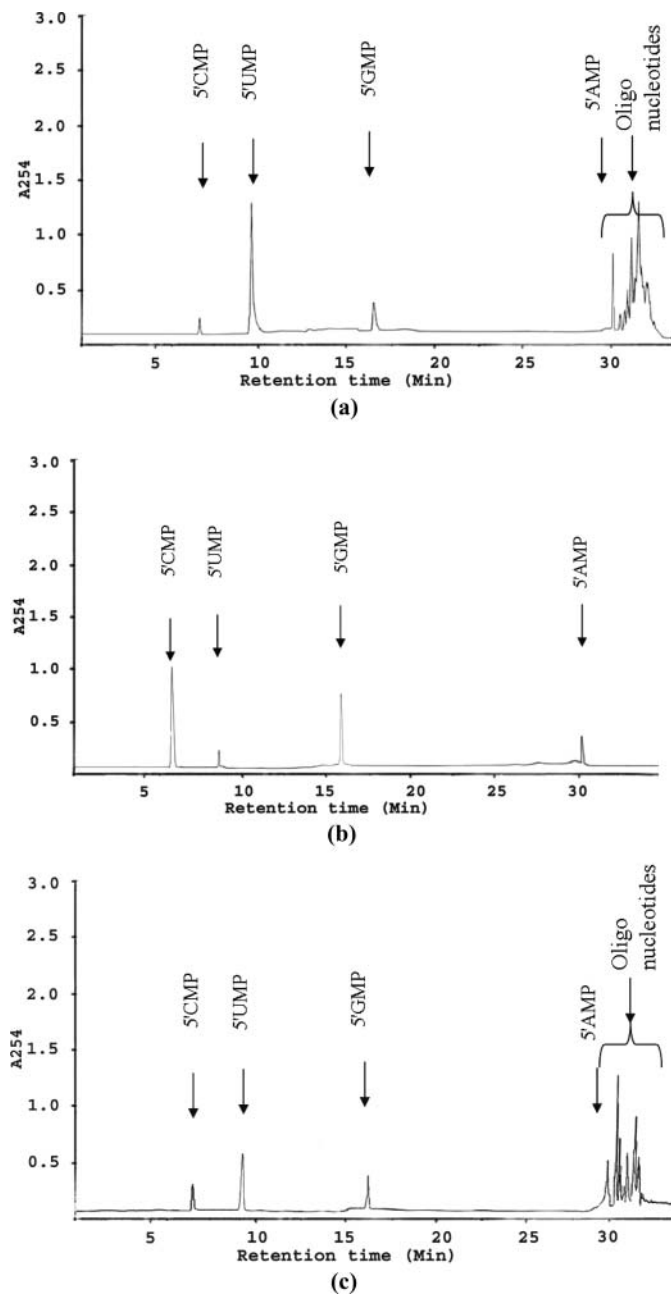 3.0
2.5
2.0
1.5
1.0
0.5
A254
5'CMP
5'UMP
5'GMP
5'AMP
Oligo
nucleotides
5 10 15 20 25 30
Retention time (Min)
(a)
3.0
2.5
2.0
1.5
1.0
0.5
A254
5'CMP
5'UMP
5'GMP
5'AMP
5 10 15 20 25 30
Retention time (Min)
(b)
3.0
2.5
2.0
1.5
1.0
0.5
A254
5'CMP
5'UMP
5'GMP
5'AMP
Oligo
nucleotides
5 10 15 20 25 30
Retention time (Min)
(c)